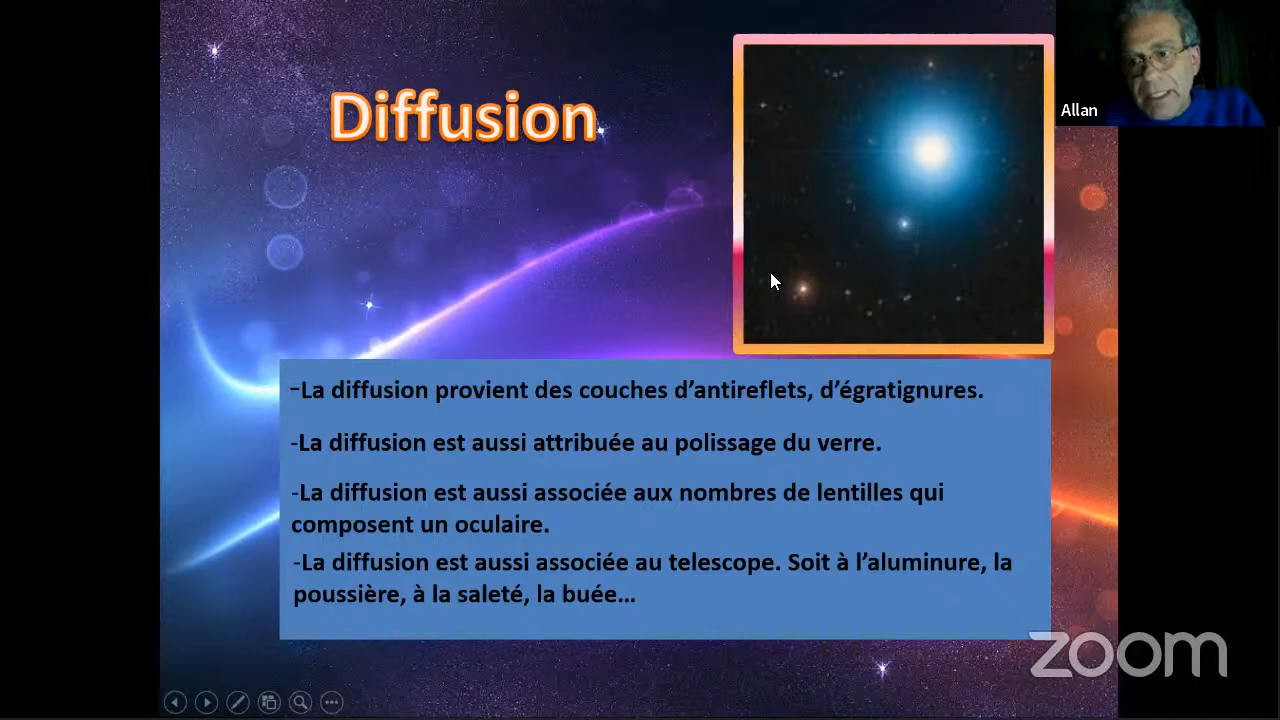 Diffusion
Allan
-La diffusion provient des couches d’antireflets, d’égratignures.
-La diffusion est aussi attribuée au polissage du verre.
-La diffusion est aussi associée aux nombres de lentilles qui
composent un oculaire.
-La diffusion est aussi associée au telescope. Soit à l’aluminure, la
poussière, à la saleté, la buée…
zoom